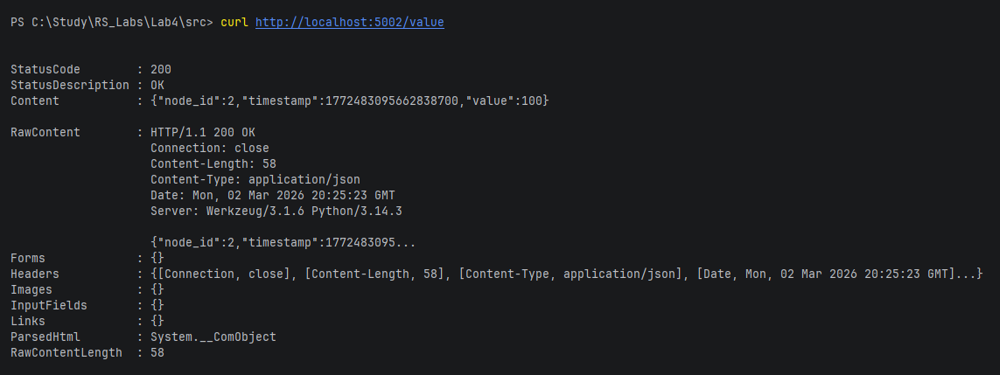 PS C:\Study\RS_Labs\Lab4\src> curl http://localhost:5002/value
StatusCode        : 200
StatusDescription : OK
Content           : {"node_id":2,"timestamp":1772483095662838700,"value":100}
RawContent        : HTTP/1.1 200 OK
                    Connection: close
                    Content-Length: 58
                    Content-Type: application/json
                    Date: Mon, 02 Mar 2026 20:25:23 GMT
                    Server: Werkzeug/3.1.6 Python/3.14.3
                    {"node_id":2,"timestamp":1772483095...
Forms             : {}
Headers           : {[Connection, close], [Content-Length, 58], [Content-Type, application/json], [Date, Mon, 02 Mar 2026 20:25:23 GMT]...}
Images            : {}
InputFields       : {}
Links             : {}
ParsedHtml        : System.__ComObject
RawContentLength  : 58